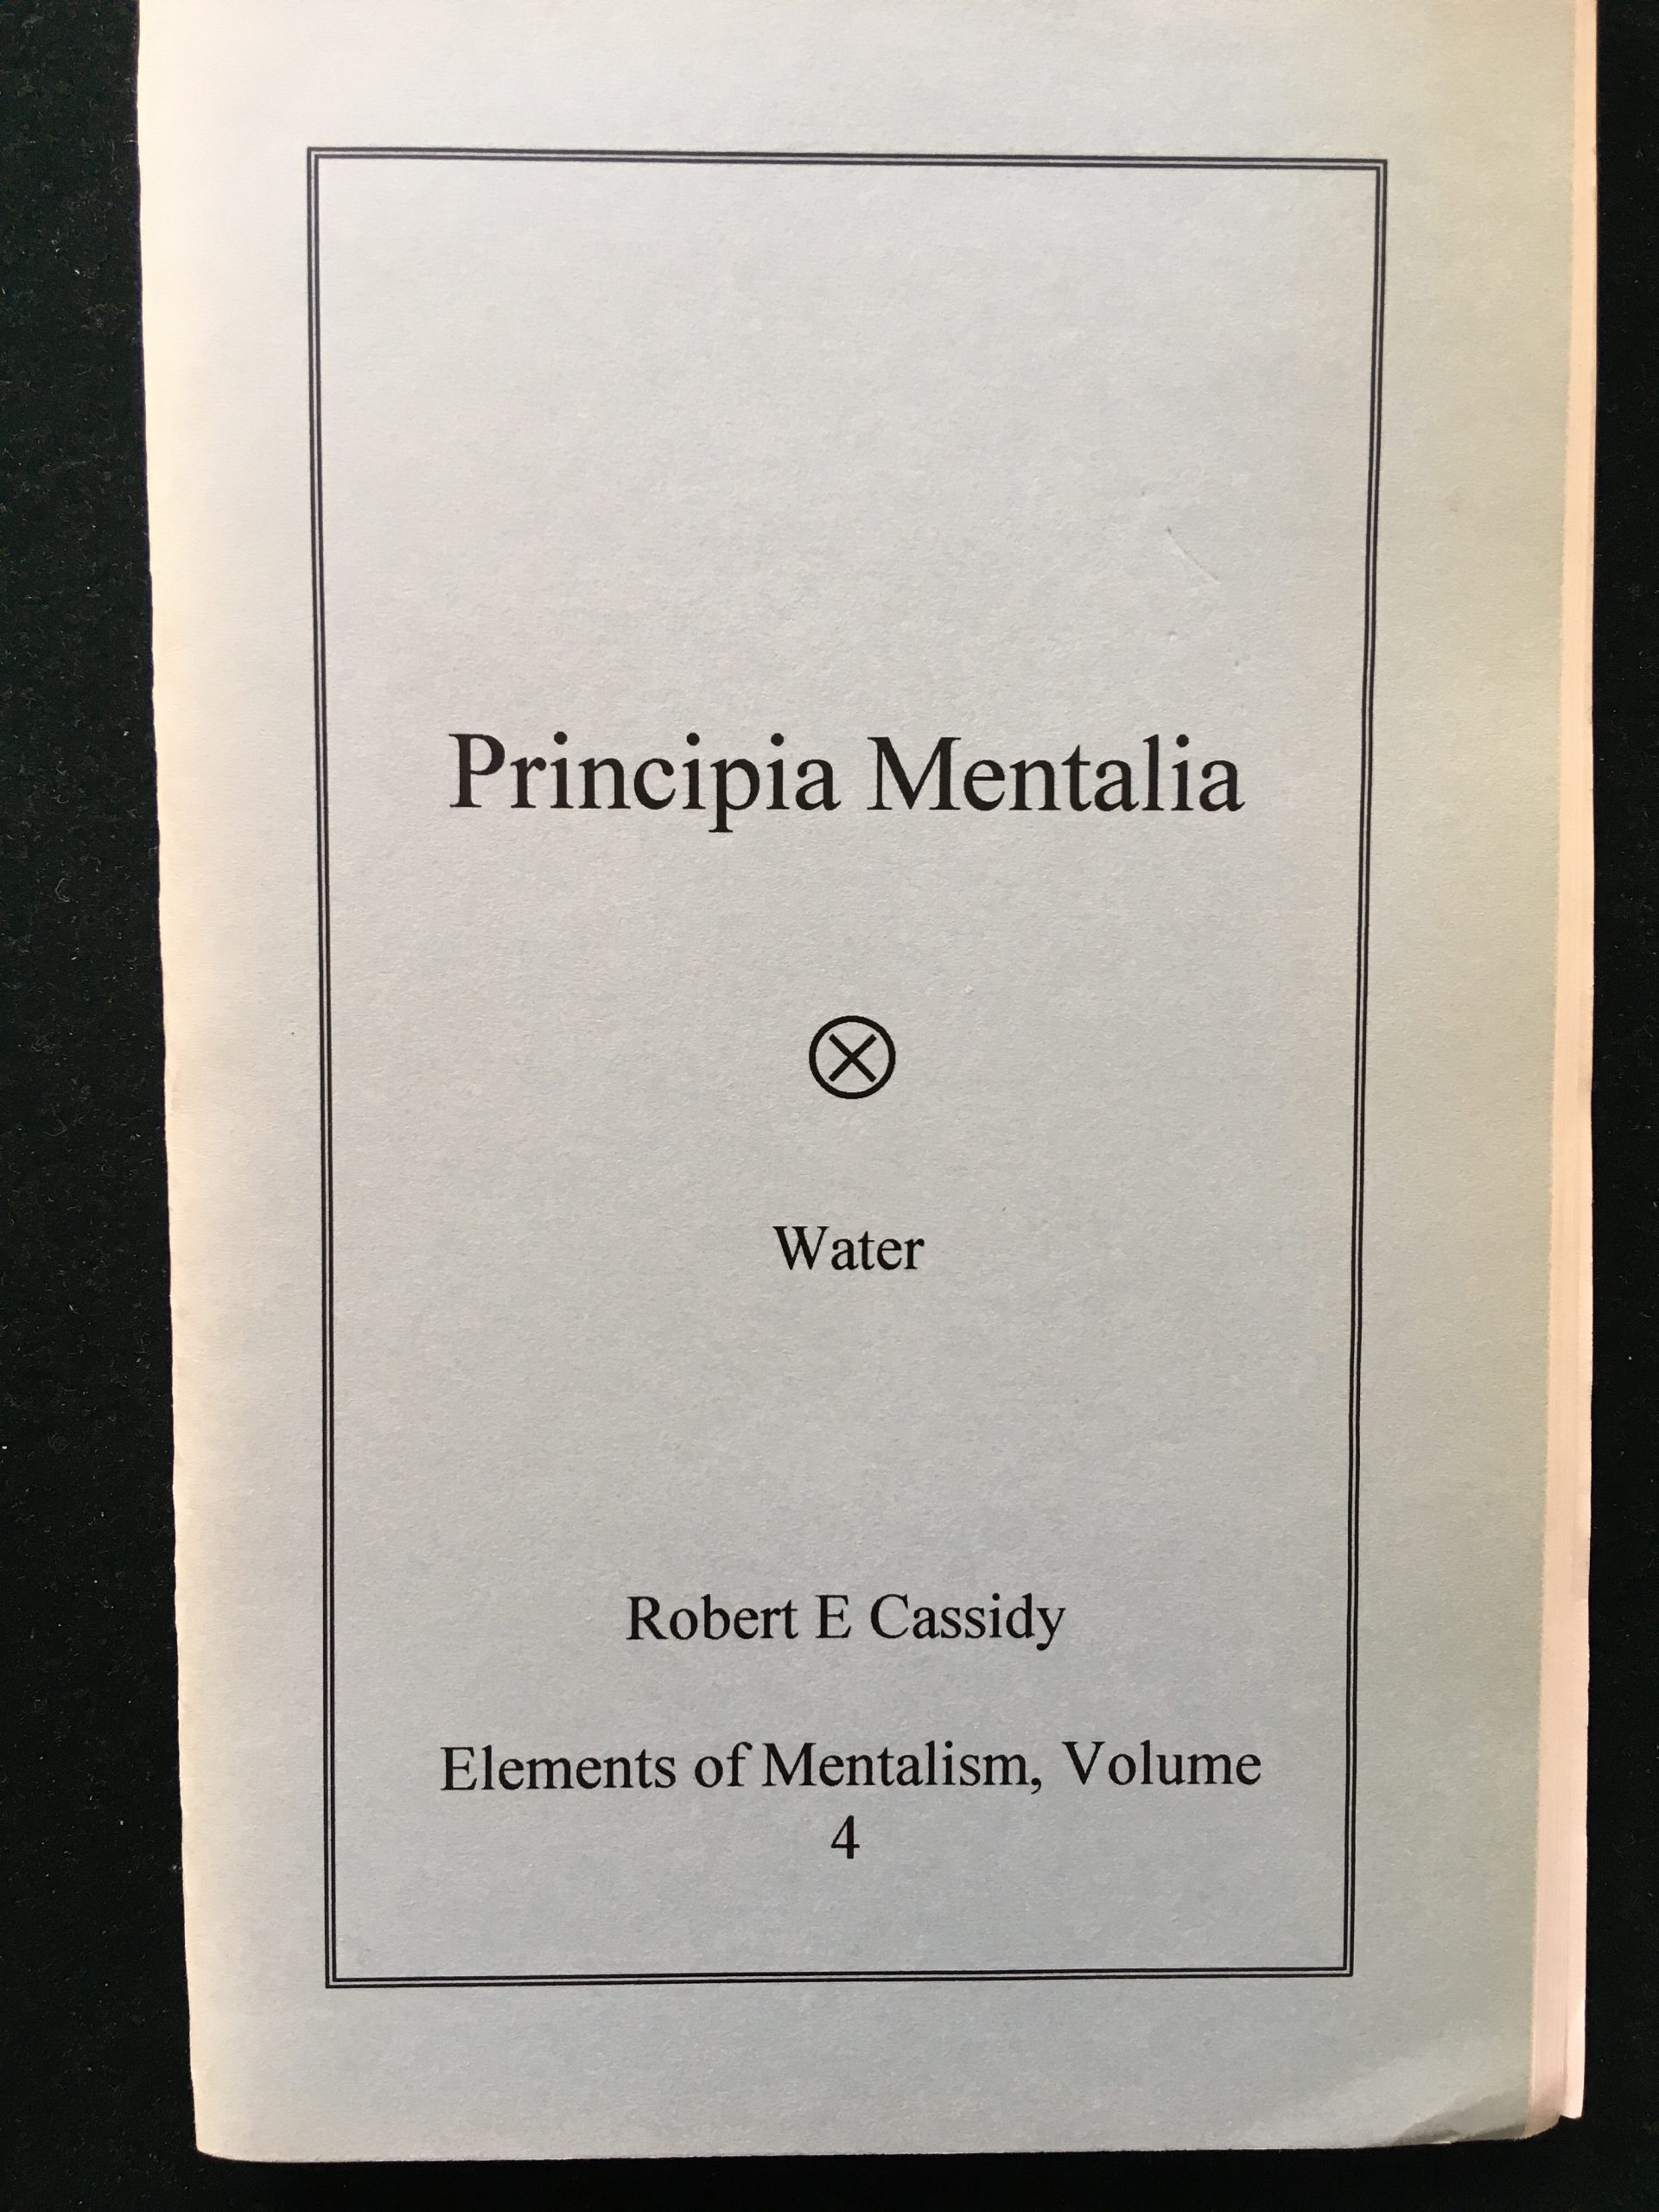 Principia Mentalia
Water
Robert E Cassidy
Elements of Mentalism, Volume
4